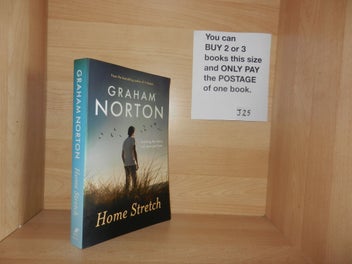 GRAHAM
NORTON
Home Stretch
GRAHAM
NORTON
Home Stretch
You can
BUY 2 or 3
books this size
and ONLY PAY
the POSTAGE
of one book.
J25